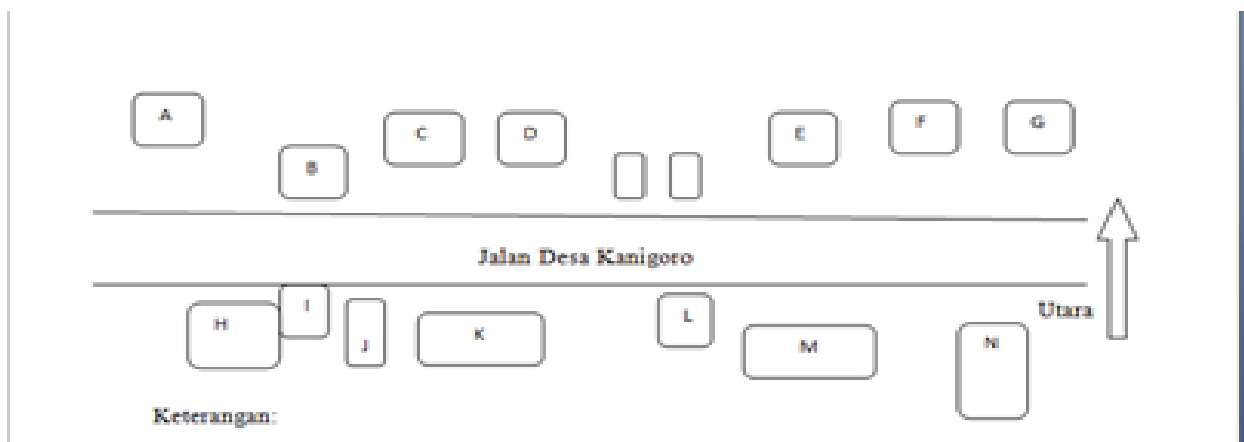 A
B
C
D
E
F
G
Jalan Desa Kanigoro
Utara
H
I
J
K
L
M
N
Keterangan: